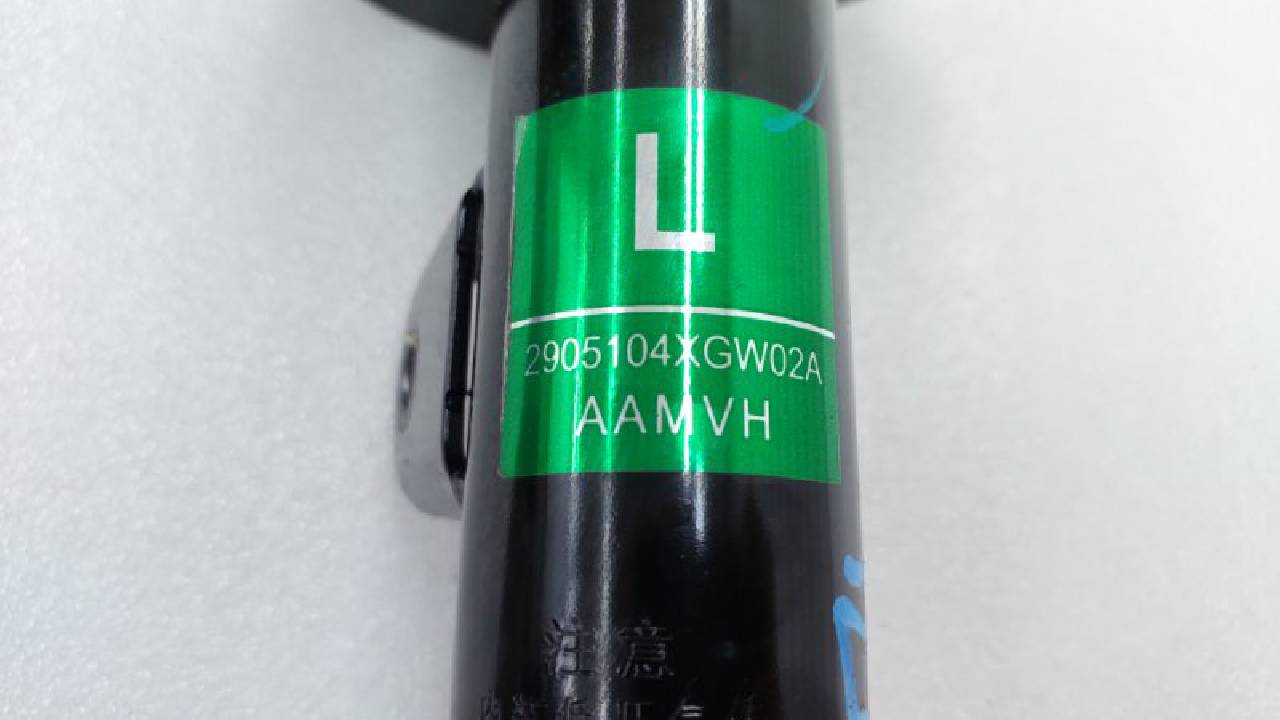 L
2905104XGW02A
AAMVH
注意